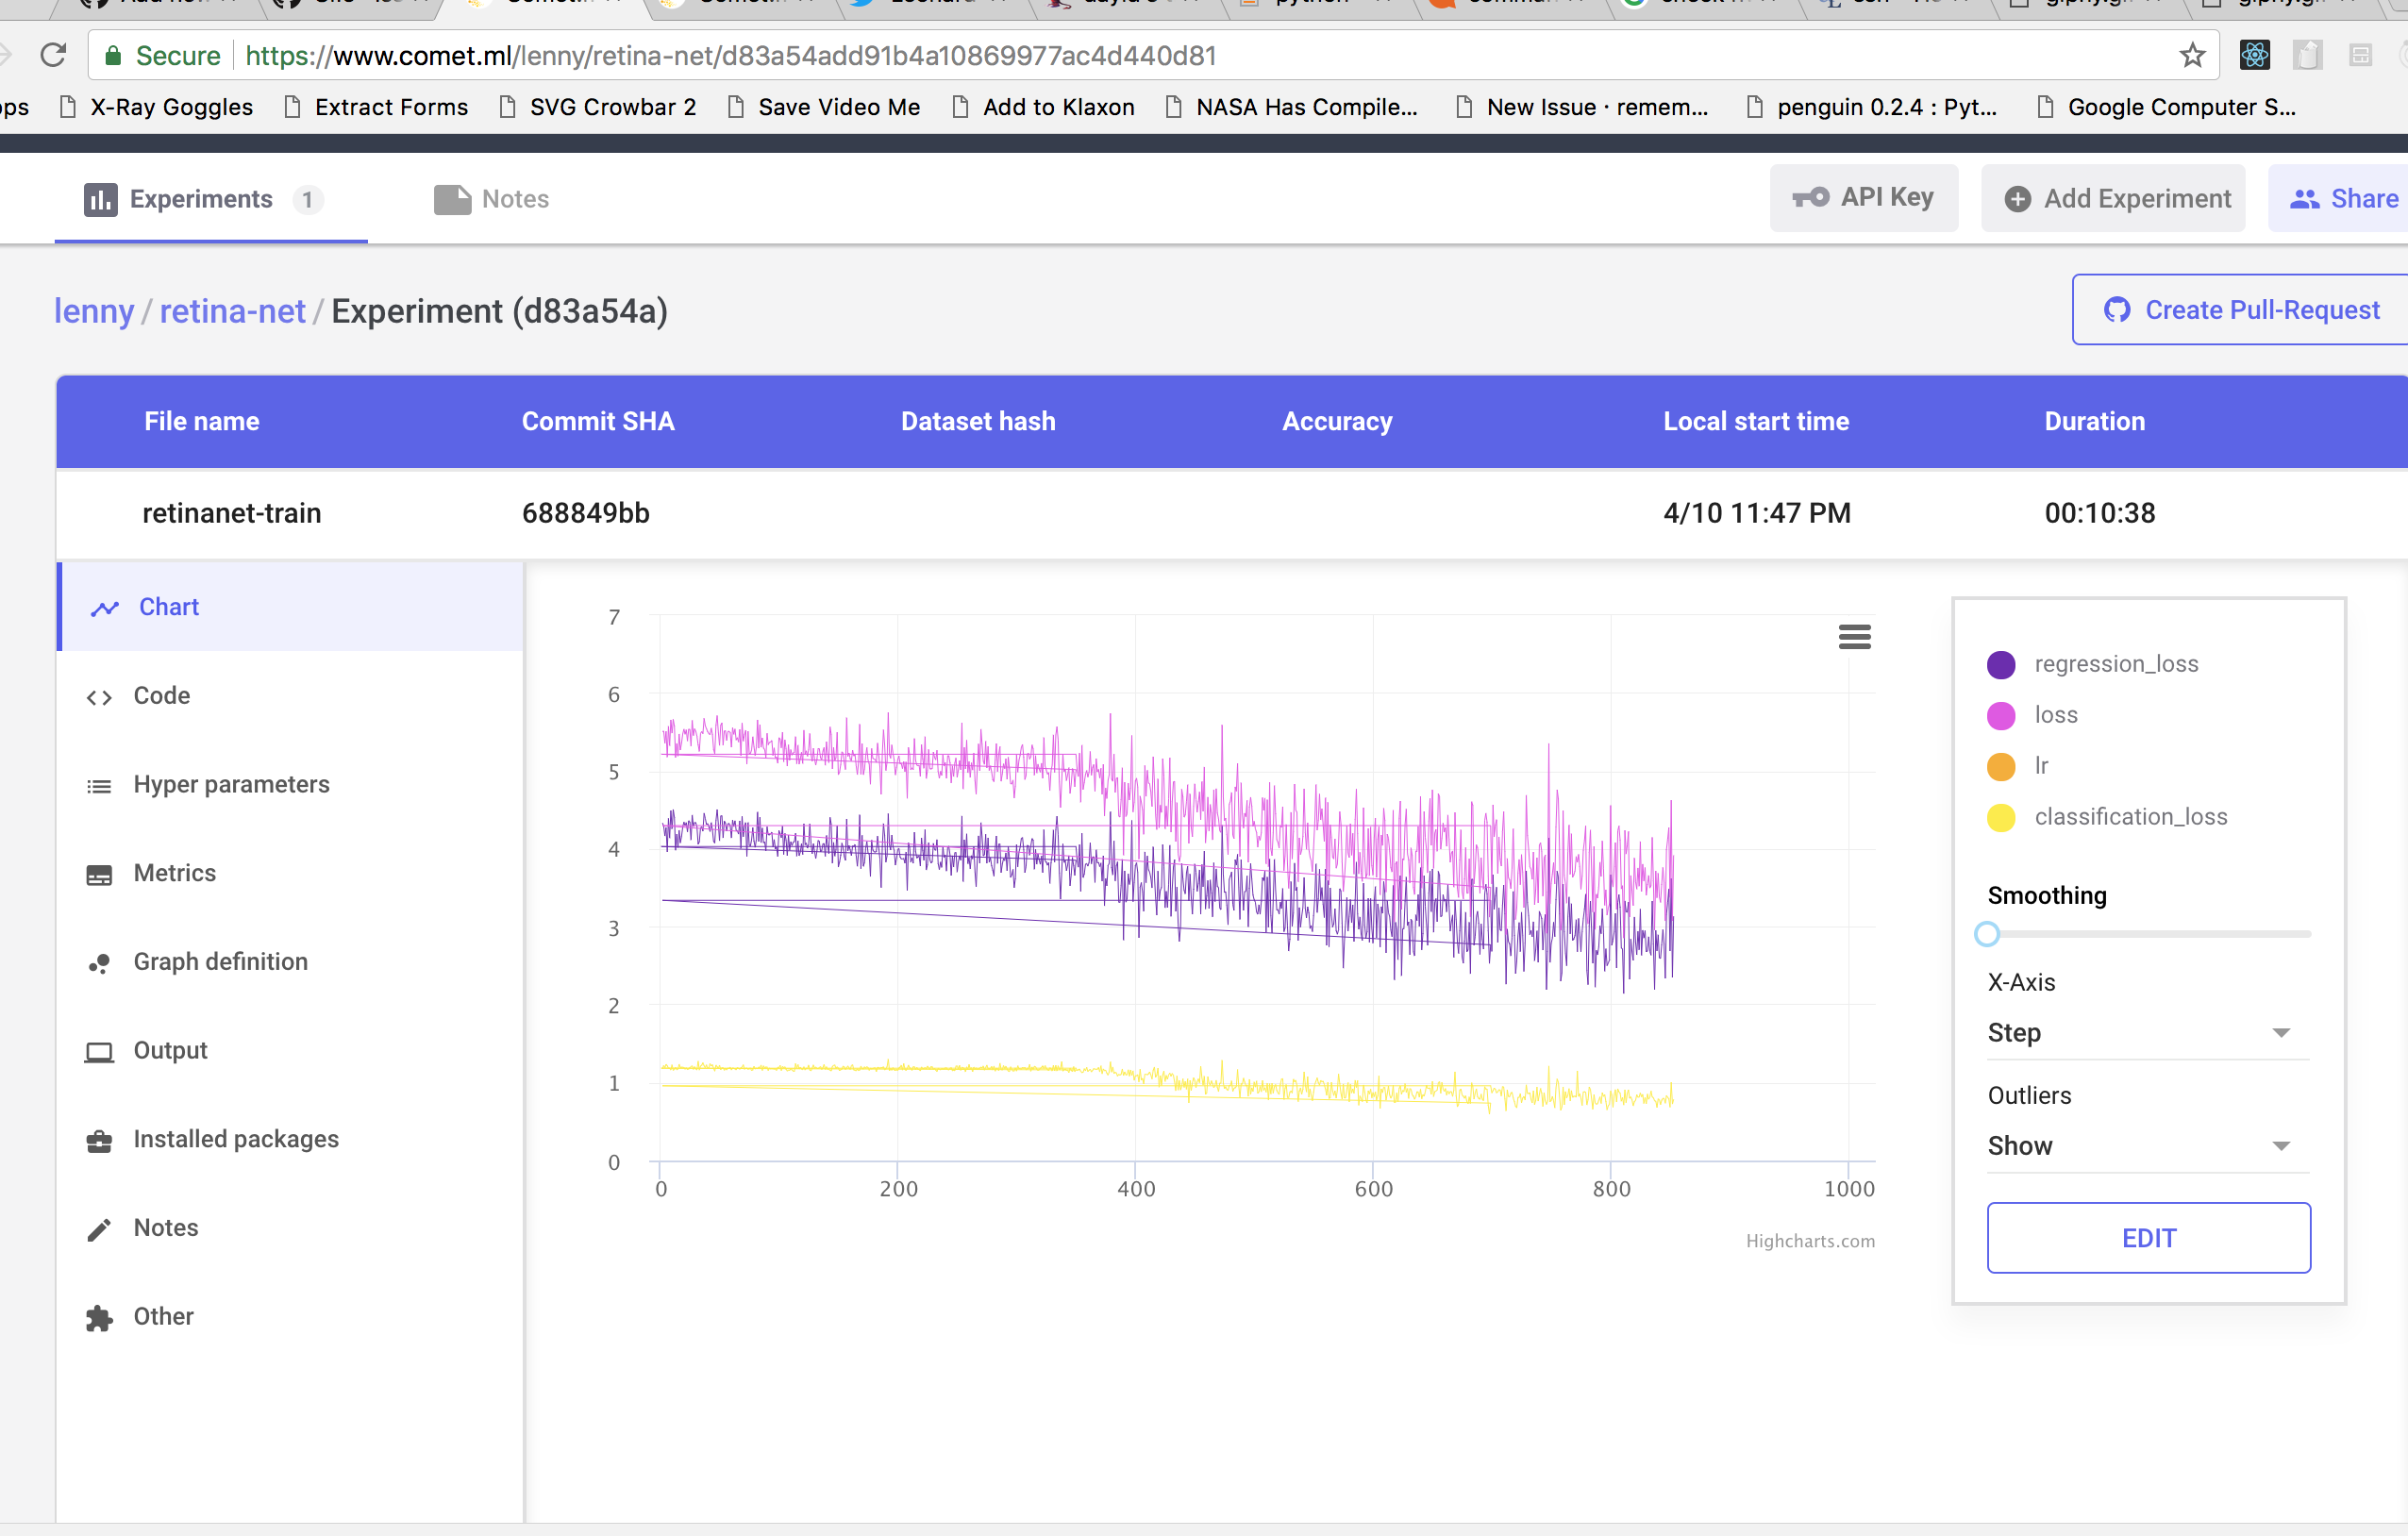 Secure https://www.comet.ml/lenny/retina-net/d83a54add91b4a10869977ac4d440d81
X-Ray Goggles Extract Forms SVG Crowbar 2 Save Video Me Add to Klaxon NASA Has Compile... New Issue · remem... penguin 0.2.4 : Pyt... Google Computer S...
Experiments 1 Notes API Key Add Experiment Share
lenny / retina-net / Experiment (d83a54a) Create Pull-Request
File name Commit SHA Dataset hash Accuracy Local start time Duration
retinanet-train 688849bb 4/10 11:47 PM 00:10:38
Chart
Code
Hyper parameters
Metrics
Graph definition
Output
Installed packages
Notes
Other
7
6
5
4
3
2
1
0
0 200 400 600 800 1000
Highcharts.com
regression_loss
loss
lr
classification_loss
Smoothing
X-Axis
Step
Outliers
Show
EDIT